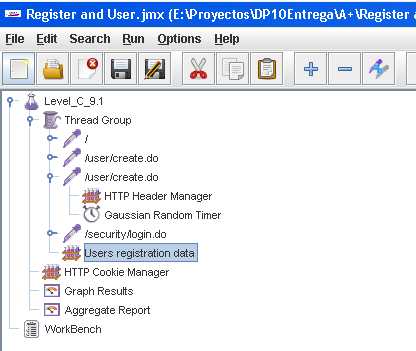 Register and User.jmx (E:\Proyectos\DP10Entrega\A+\Register a
File Edit Search Run Options Help
Level_C_9.1
Thread Group
/
/user/create.do
/user/create.do
HTTP Header Manager
Gaussian Random Timer
/security/login.do
Users registration data
HTTP Cookie Manager
Graph Results
Aggregate Report
WorkBench